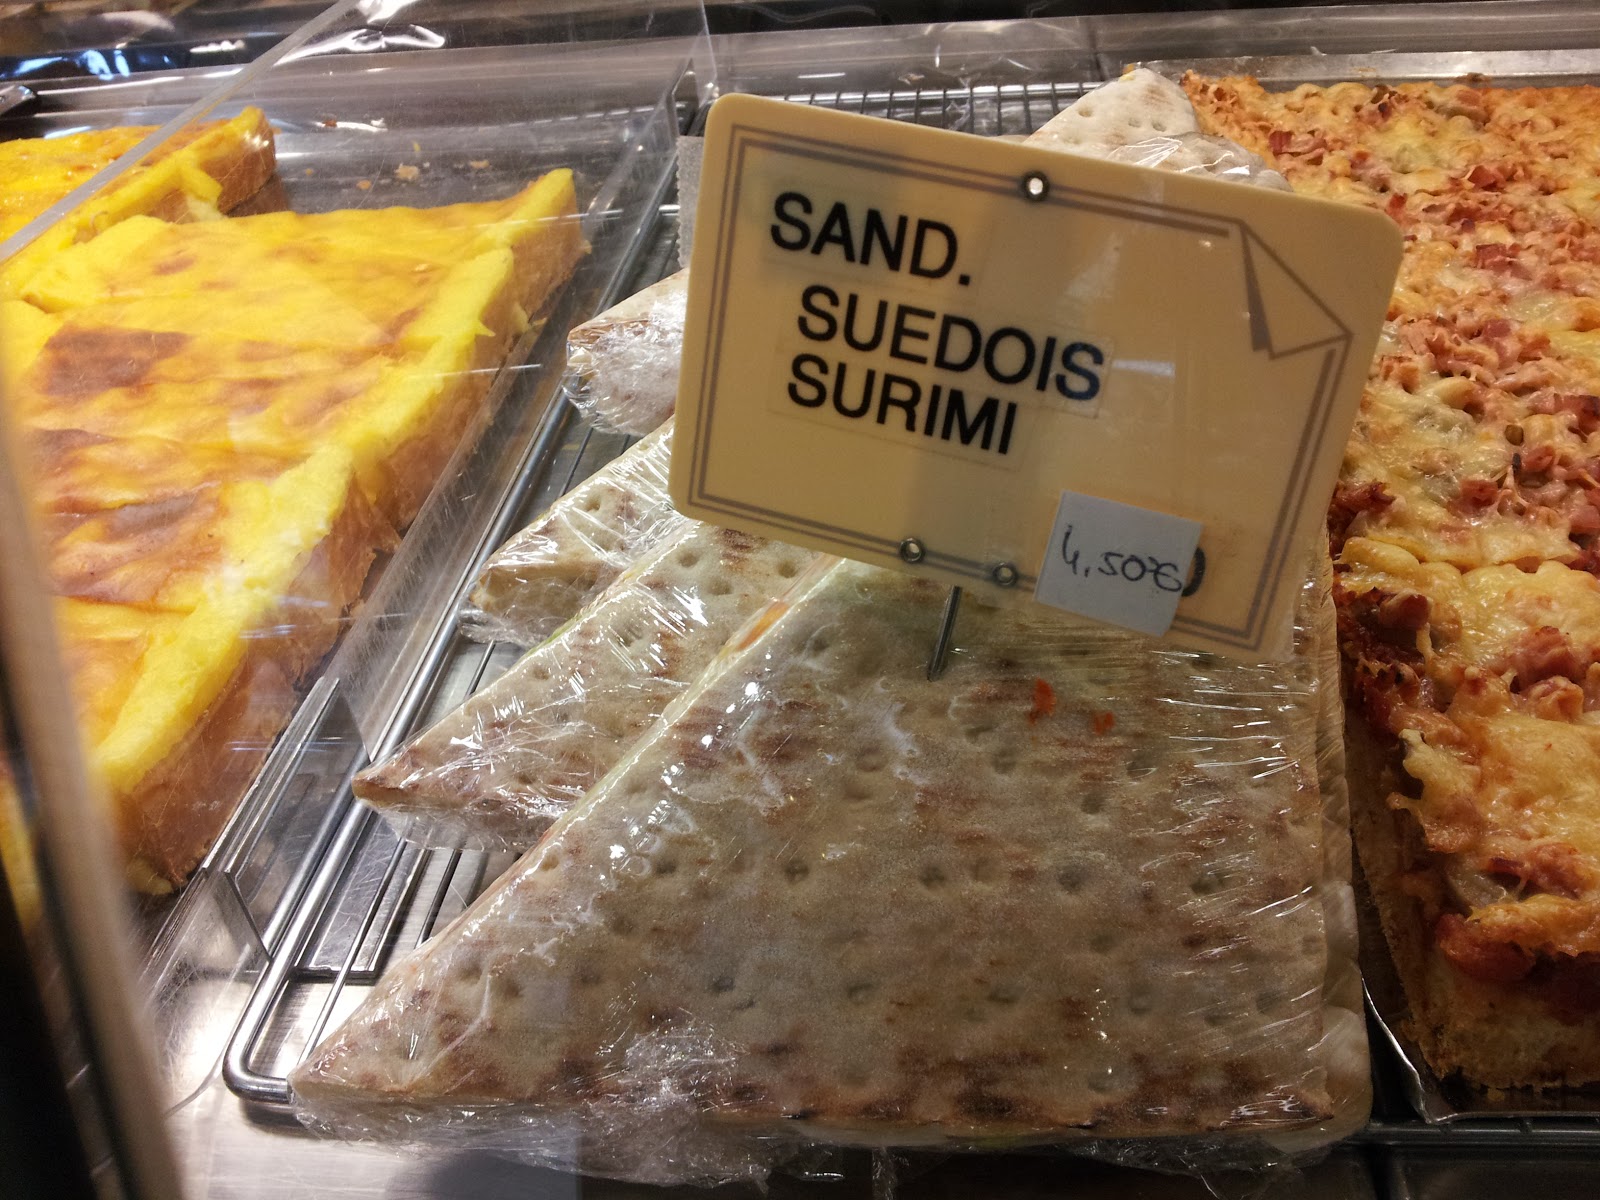 SAND.
SUEDOIS
SURIMI
4,50€